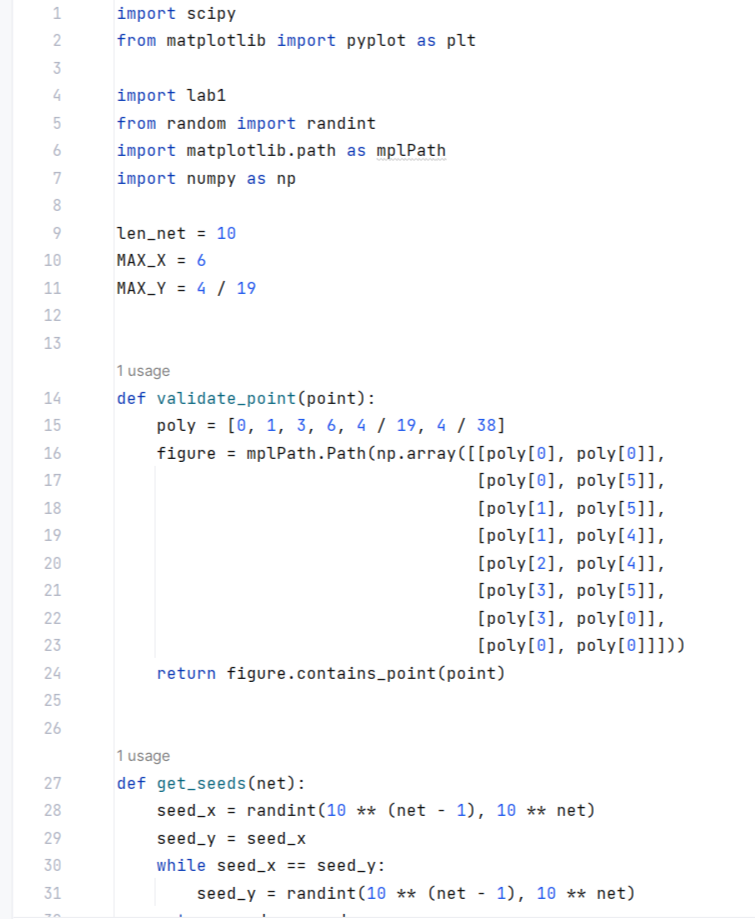 1 import scipy
2 from matplotlib import pyplot as plt
3
4 import lab1
5 from random import randint
6 import matplotlib.path as mplPath
7 import numpy as np
8
9 len_net = 10
10 MAX_X = 6
11 MAX_Y = 4 / 19
12
13
1 usage
14 def validate_point(point):
15     poly = [0, 1, 3, 6, 4 / 19, 4 / 38]
16     figure = mplPath.Path(np.array([[poly[0], poly[0]],
17                                     [poly[0], poly[5]],
18                                     [poly[1], poly[5]],
19                                     [poly[1], poly[4]],
20                                     [poly[2], poly[4]],
21                                     [poly[3], poly[5]],
22                                     [poly[3], poly[0]],
23                                     [poly[0], poly[0]]]))
24     return figure.contains_point(point)
25
26
1 usage
27 def get_seeds(net):
28     seed_x = randint(10 ** (net - 1), 10 ** net)
29     seed_y = seed_x
30     while seed_x == seed_y:
31         seed_y = randint(10 ** (net - 1), 10 ** net)